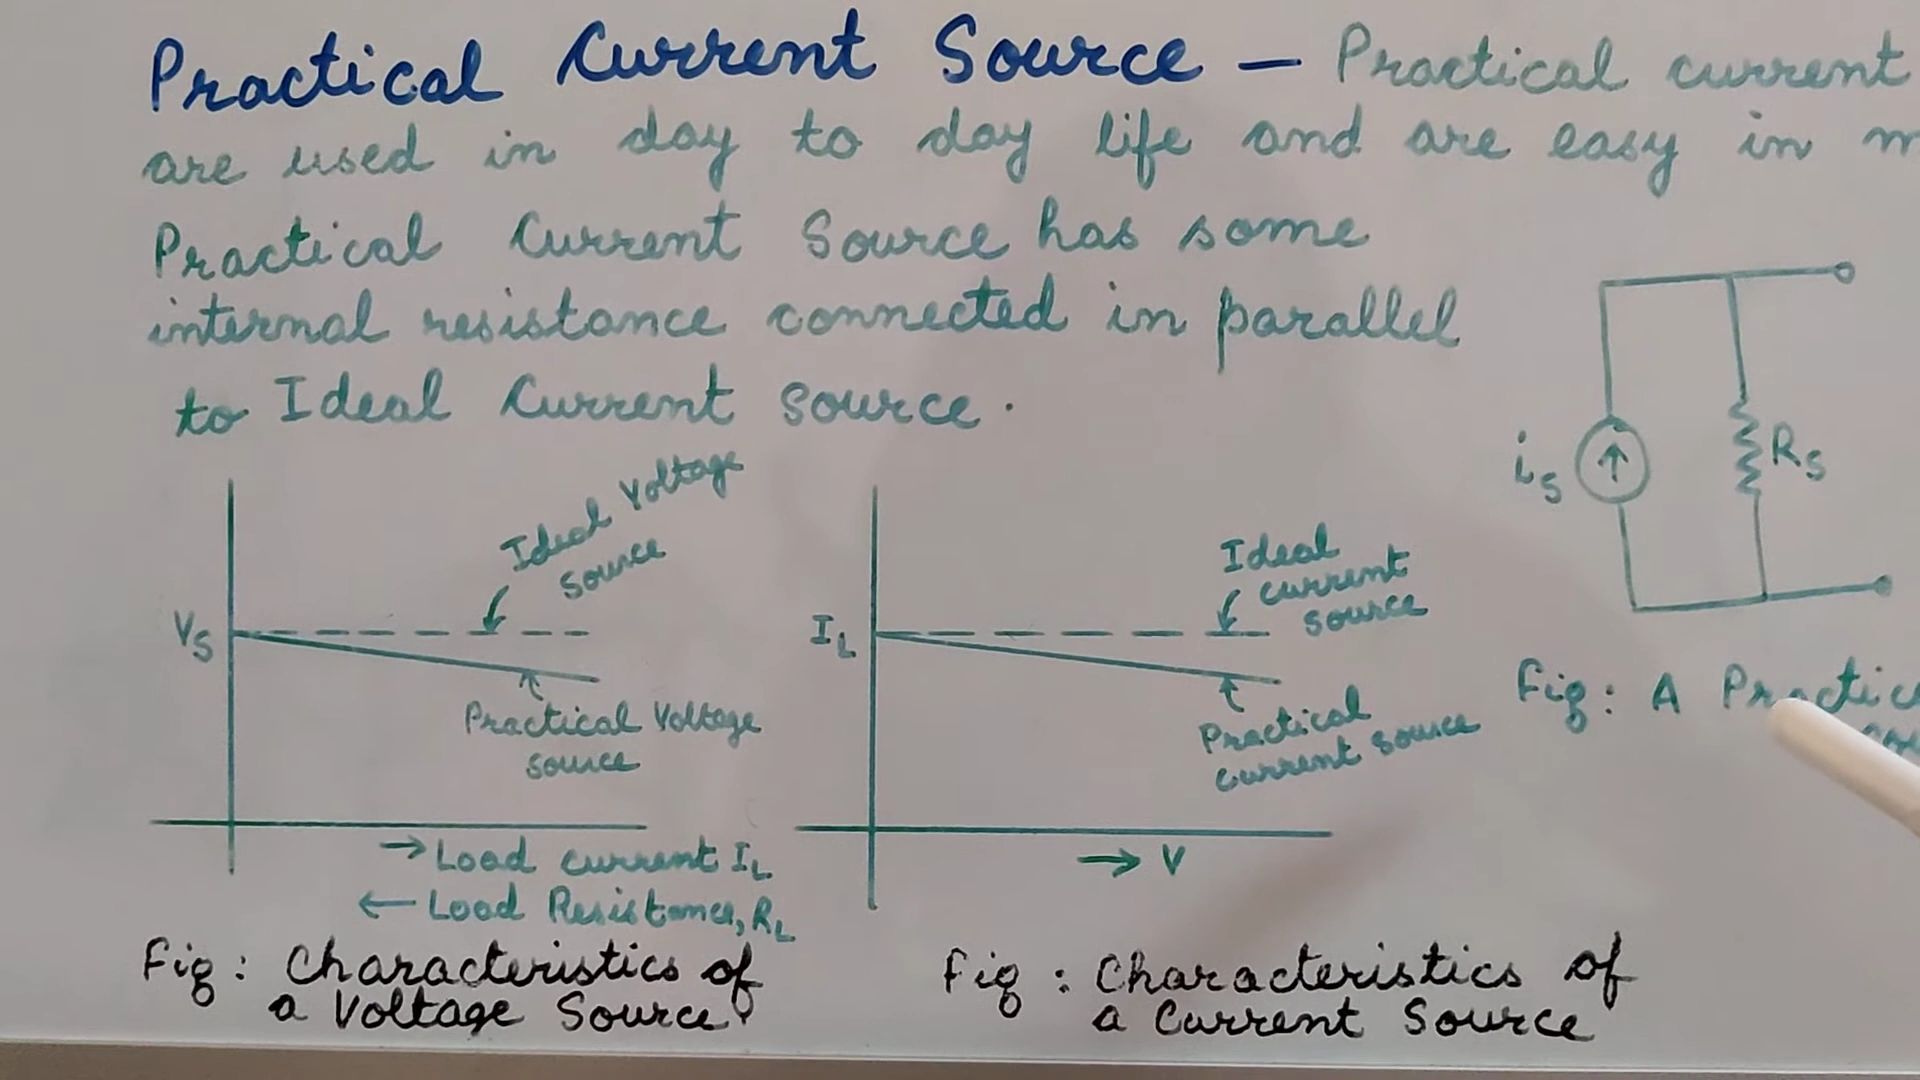 Practical Current Source — Practical current
are used in day to day life and are easy in
Practical Current Source has some
internal resistance connected in parallel
to Ideal Current source.
iS
RS
Fig: A
Ideal Voltage
source
VS
Practical Voltage
source
→ Load current IL
← Load Resistance, RL
Fig: Characteristics of
a Voltage Source
Ideal
current
source
IL
Practical
current source
→ V
Fig: Characteristics of
a Current Source